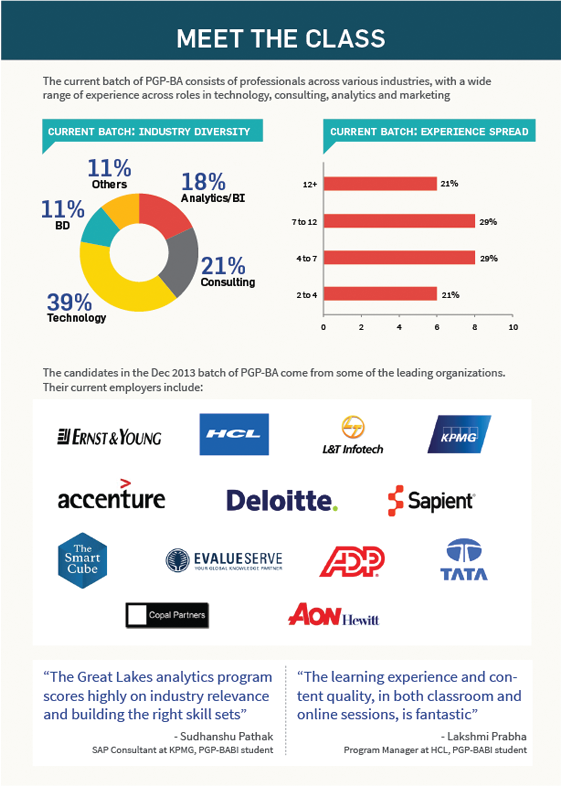 MEET THE CLASS
The current batch of PGP-BA consists of professionals across various industries, with a wide
range of experience across roles in technology, consulting, analytics and marketing
CURRENT BATCH: INDUSTRY DIVERSITY
11%
Others
18%
Analytics/BI
11%
BD
21%
Consulting
39%
Technology
CURRENT BATCH: EXPERIENCE SPREAD
12+ 21%
7 to 12 29%
4 to 7 29%
2 to 4 21%
0 2 4 6 8 10
The candidates in the Dec 2013 batch of PGP-BA come from some of the leading organizations.
Their current employers include:
ERNST & YOUNG
HCL
L&T Infotech
KPMG
accenture
Deloitte.
Sapient
The
Smart
Cube
EVALUESERVE
YOUR GLOBAL KNOWLEDGE PARTNER
ADP
TATA
Copal Partners
AON Hewitt
“The Great Lakes analytics program
scores highly on industry relevance
and building the right skill sets”
- Sudhanshu Pathak
SAP Consultant at KPMG, PGP-BABI student
“The learning experience and con-
tent quality, in both classroom and
online sessions, is fantastic”
- Lakshmi Prabha
Program Manager at HCL, PGP-BABI student